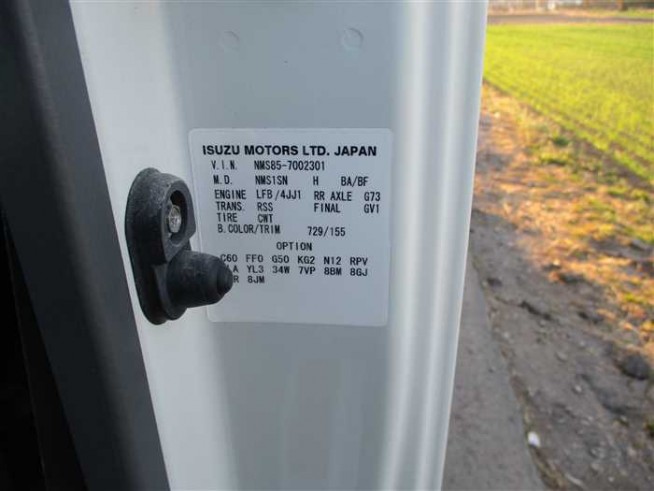 ISUZU MOTORS LTD. JAPAN
V.I.N. NMS85-7002301
M.D. NMS1SN H BA/BF
ENGINE LFB/4JJ1 RR AXLE G73
TRANS. RSS FINAL GV1
TIRE CWT
B.COLOR/TRIM 729/155
OPTION
C60 FF0 G50 KG2 N12 RPV
YL3 34W 7VP 8BM 8GJ
8JM